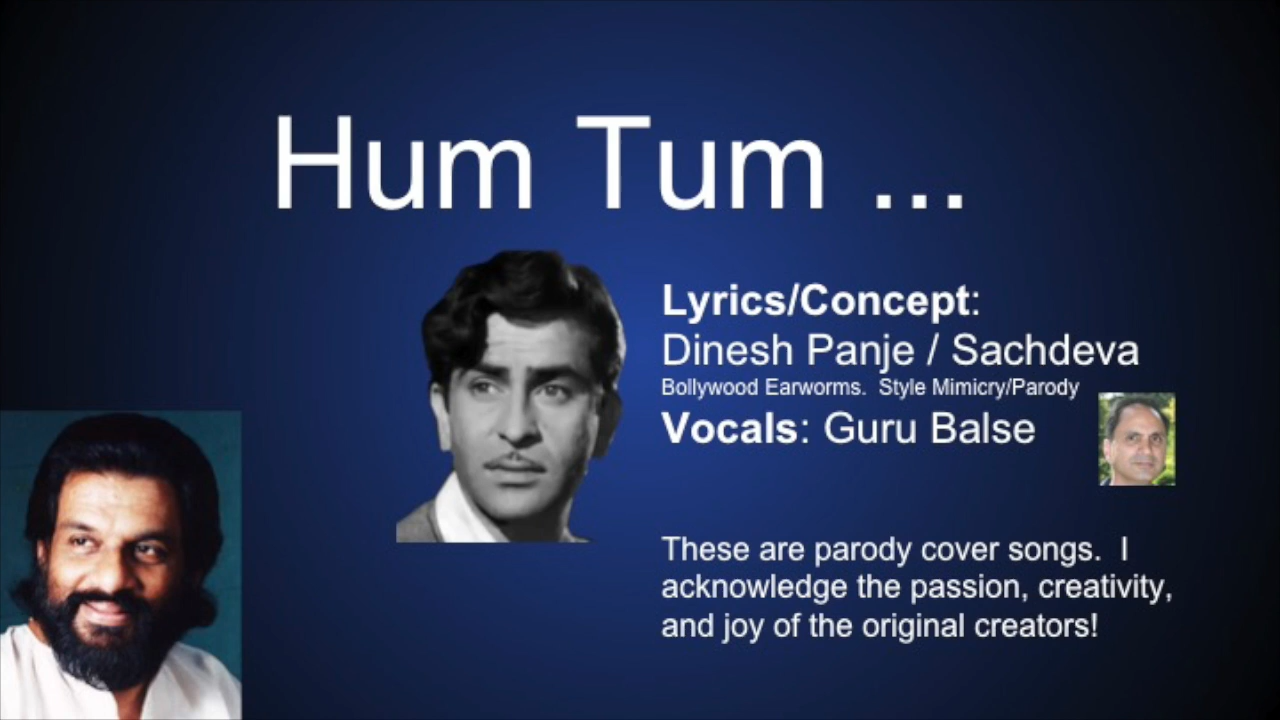 Hum Tum ...
Lyrics/Concept:
Dinesh Panje / Sachdeva
Bollywood Earworms.  Style Mimicry/Parody
Vocals: Guru Balse
These are parody cover songs.  I
acknowledge the passion, creativity,
and joy of the original creators!